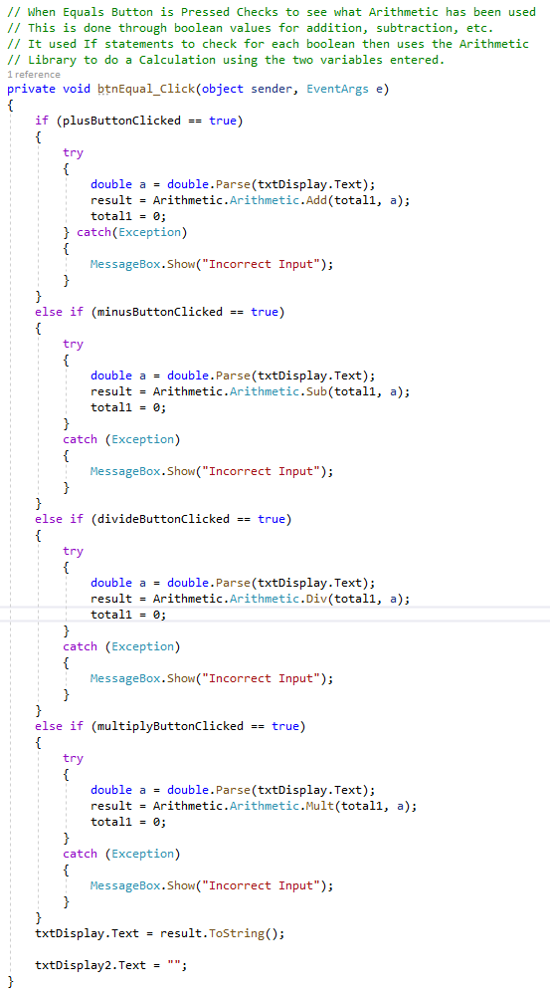 // When Equals Button is Pressed Checks to see what Arithmetic has been used
// This is done through boolean values for addition, subtraction, etc.
// It used If statements to check for each boolean then uses the Arithmetic
// Library to do a Calculation using the two variables entered.
1 reference
private void btnEqual_Click(object sender, EventArgs e)
{
    if (plusButtonClicked == true)
    {
        try
        {
            double a = double.Parse(txtDisplay.Text);
            result = Arithmetic.Arithmetic.Add(total1, a);
            total1 = 0;
        } catch(Exception)
        {
            MessageBox.Show("Incorrect Input");
        }
    }
    else if (minusButtonClicked == true)
    {
        try
        {
            double a = double.Parse(txtDisplay.Text);
            result = Arithmetic.Arithmetic.Sub(total1, a);
            total1 = 0;
        }
        catch (Exception)
        {
            MessageBox.Show("Incorrect Input");
        }
    }
    else if (divideButtonClicked == true)
    {
        try
        {
            double a = double.Parse(txtDisplay.Text);
            result = Arithmetic.Arithmetic.Div(total1, a);
            total1 = 0;
        }
        catch (Exception)
        {
            MessageBox.Show("Incorrect Input");
        }
    }
    else if (multiplyButtonClicked == true)
    {
        try
        {
            double a = double.Parse(txtDisplay.Text);
            result = Arithmetic.Arithmetic.Mult(total1, a);
            total1 = 0;
        }
        catch (Exception)
        {
            MessageBox.Show("Incorrect Input");
        }
    }
    txtDisplay.Text = result.ToString();

    txtDisplay2.Text = "";
}